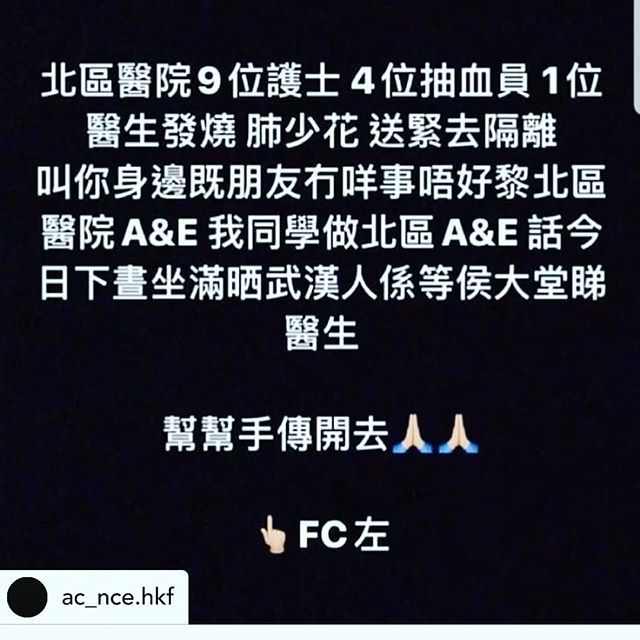 北區醫院9位護士 4位抽血員 1位
醫生發燒 肺少花 送緊去隔離
叫你身邊既朋友冇咩事唔好黎北區
醫院A&E 我同學做北區A&E話今
日下晝坐滿晒武漢人係等侯大堂睇
醫生
幫幫手傳開去🙏🏻🙏🏻
👆🏻FC左
ac_nce.hkf